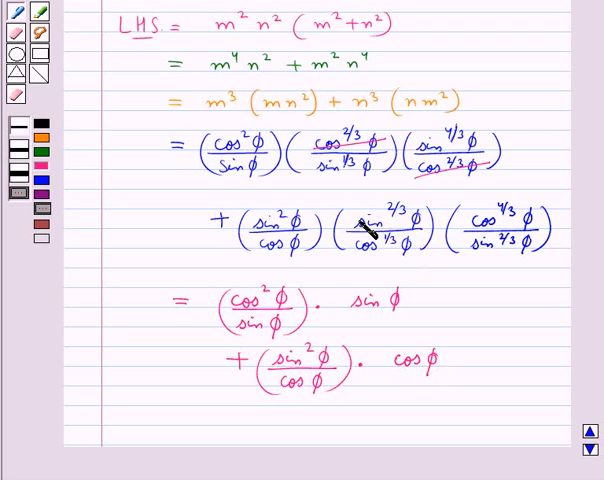 LHS. = m² n² (m² + n²)
= m⁴ n² + m² n⁴
= m³ (m n²) + n³ (n m²)
= (cos²ϕ / sinϕ) (cos^2/3 ϕ / sin^1/3 ϕ) (sin^4/3 ϕ / cos^2/3 ϕ)
+ (sin²ϕ / cosϕ) (sin^2/3 ϕ / cos^1/3 ϕ) (cos^4/3 ϕ / sin^2/3 ϕ)
= (cos²ϕ / sinϕ) . sinϕ
+ (sin²ϕ / cosϕ) . cosϕ